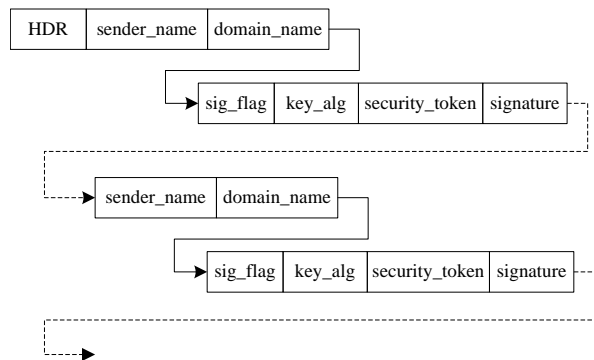 HDR sender_name domain_name
sig_flag key_alg security_token signature
sender_name domain_name
sig_flag key_alg security_token signature